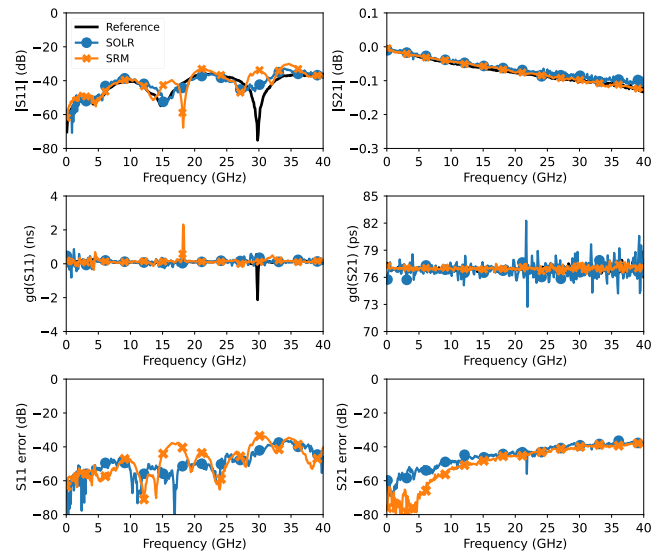 Reference
SOLR
SRM
|S11| (dB)
0
−20
−40
−60
−80
0 5 10 15 20 25 30 35 40
Frequency (GHz)
|S21| (dB)
0.1
0.0
−0.1
−0.2
−0.3
0 5 10 15 20 25 30 35 40
Frequency (GHz)
gd(S11) (ns)
4
2
0
−2
−4
0 5 10 15 20 25 30 35 40
Frequency (GHz)
gd(S21) (ps)
85
82
79
76
73
70
0 5 10 15 20 25 30 35 40
Frequency (GHz)
S11 error (dB)
0
−20
−40
−60
−80
0 5 10 15 20 25 30 35 40
Frequency (GHz)
S21 error (dB)
0
−20
−40
−60
−80
0 5 10 15 20 25 30 35 40
Frequency (GHz)